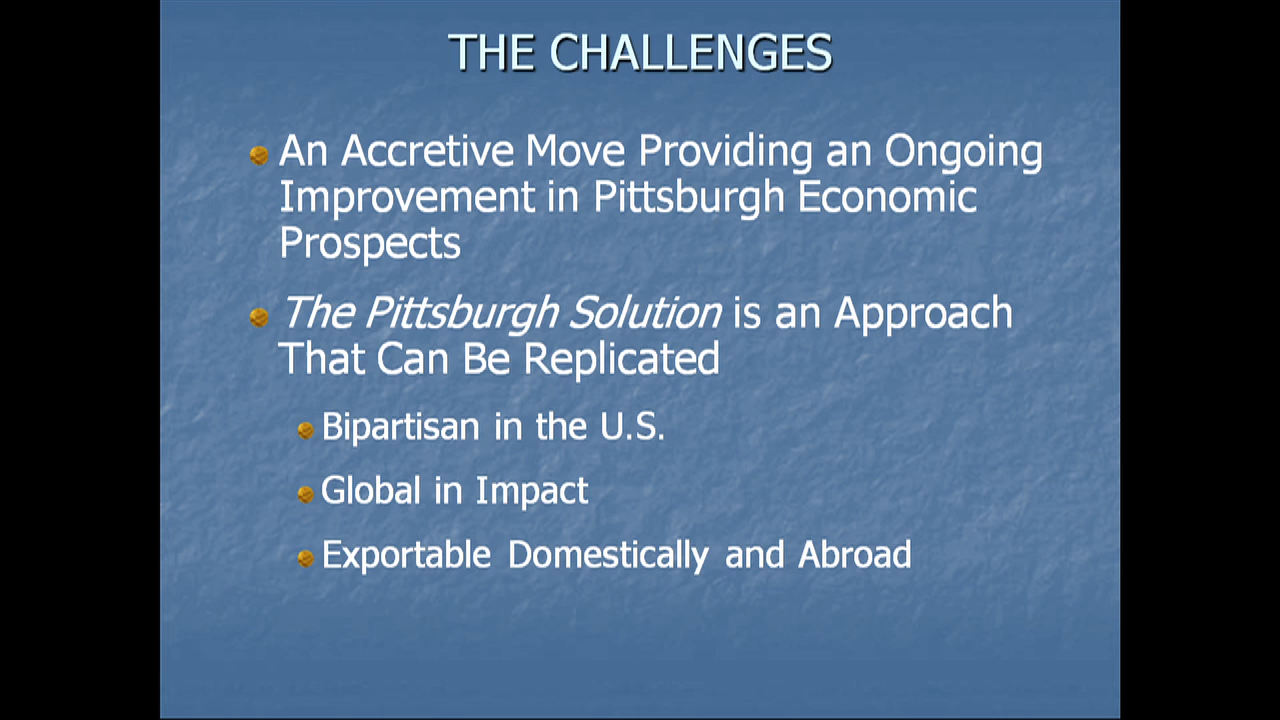 THE CHALLENGES
An Accretive Move Providing an Ongoing
Improvement in Pittsburgh Economic
Prospects
The Pittsburgh Solution is an Approach
That Can Be Replicated
Bipartisan in the U.S.
Global in Impact
Exportable Domestically and Abroad